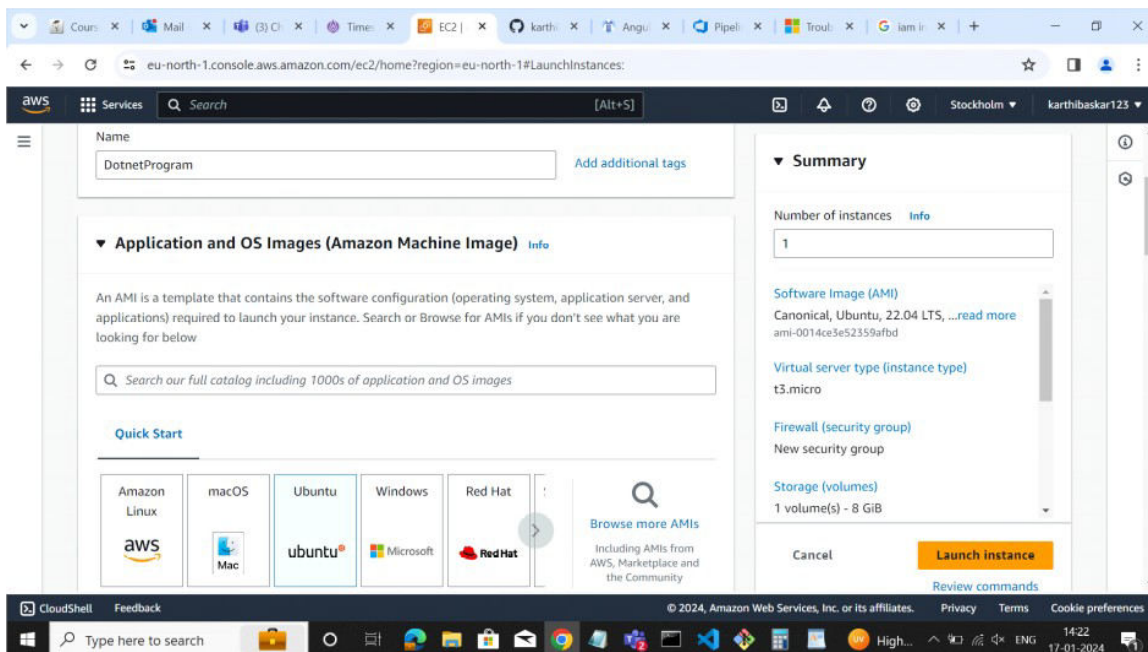 Cours
Mail
(3) Ch
Time
EC2 |
karthi
Angul
Pipeli
Troub
iam in
eu-north-1.console.aws.amazon.com/ec2/home?region=eu-north-1#LaunchInstances:
aws
Services
Search
[Alt+S]
Stockholm
karthibaskar123
Name
DotnetProgram
Add additional tags
Application and OS Images (Amazon Machine Image) Info
An AMI is a template that contains the software configuration (operating system, application server, and
applications) required to launch your instance. Search or Browse for AMIs if you don't see what you are
looking for below
Search our full catalog including 1000s of application and OS images
Quick Start
Amazon
Linux
aws
macOS
Mac
Ubuntu
ubuntu
Windows
Microsoft
Red Hat
Red Hat
Browse more AMIs
Including AMIs from
AWS, Marketplace and
the Community
Summary
Number of instances Info
1
Software Image (AMI)
Canonical, Ubuntu, 22.04 LTS, ...read more
ami-0014ce3e52359afbd
Virtual server type (instance type)
t3.micro
Firewall (security group)
New security group
Storage (volumes)
1 volume(s) - 8 GiB
Cancel
Launch instance
Review commands
CloudShell
Feedback
© 2024, Amazon Web Services, Inc. or its affiliates.
Privacy
Terms
Cookie preferences
Type here to search
High...
ENG
14:22
17-01-2024